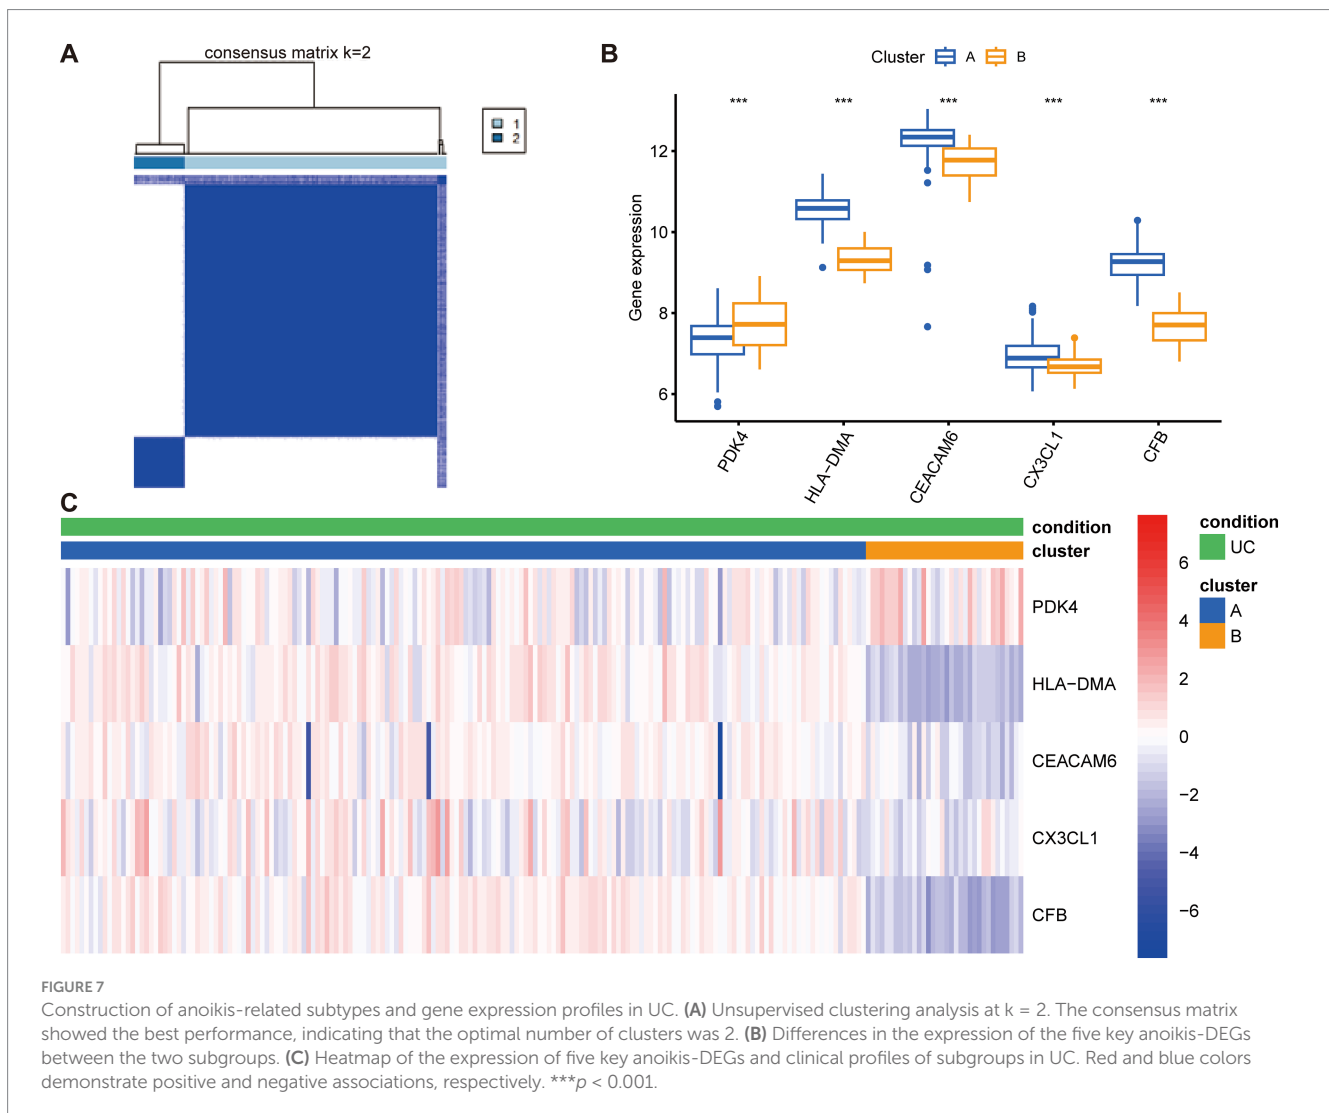 A
consensus matrix k=2
1
2
B
Cluster A B
*** *** *** *** ***
Gene expression
12
10
8
6
PDK4
HLA−DMA
CEACAM6
CX3CL1
CFB
C
condition
cluster
PDK4
HLA−DMA
CEACAM6
CX3CL1
CFB
6
4
2
0
−2
−4
−6
condition
UC
cluster
A
B
FIGURE 7
Construction of anoikis-related subtypes and gene expression profiles in UC. (A) Unsupervised clustering analysis at k = 2. The consensus matrix
showed the best performance, indicating that the optimal number of clusters was 2. (B) Differences in the expression of the five key anoikis-DEGs
between the two subgroups. (C) Heatmap of the expression of five key anoikis-DEGs and clinical profiles of subgroups in UC. Red and blue colors
demonstrate positive and negative associations, respectively. ***p < 0.001.